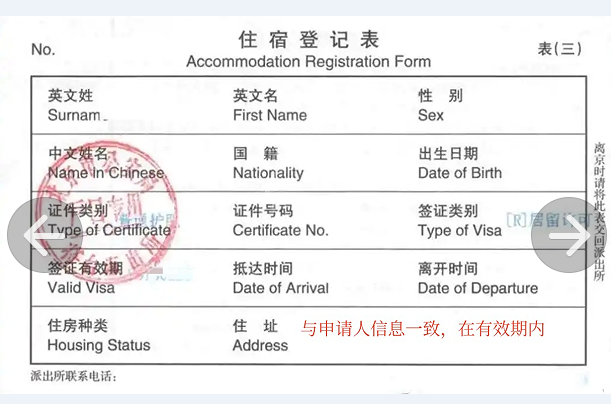 住宿登记表
No.
Accommodation Registration Form
表(三)
英文姓
英文名
性 别
Surnam
First Name
Sex
中文姓名
国 籍
出生日期
Name In Chinese
Nationality
Date of Birth
证件类别
证件号码
签证类别
[R]居留许可
Type of Certificate
Certificate No.
Type of Visa
签证有效期
抵达时间
离开时间
Valid Visa
Date of Arrival
Date of Departure
住房种类
住 址
与申请人信息一致，在有效期内
Housing Status
Address
派出所联系电话：
离京时请将此表交回派出所